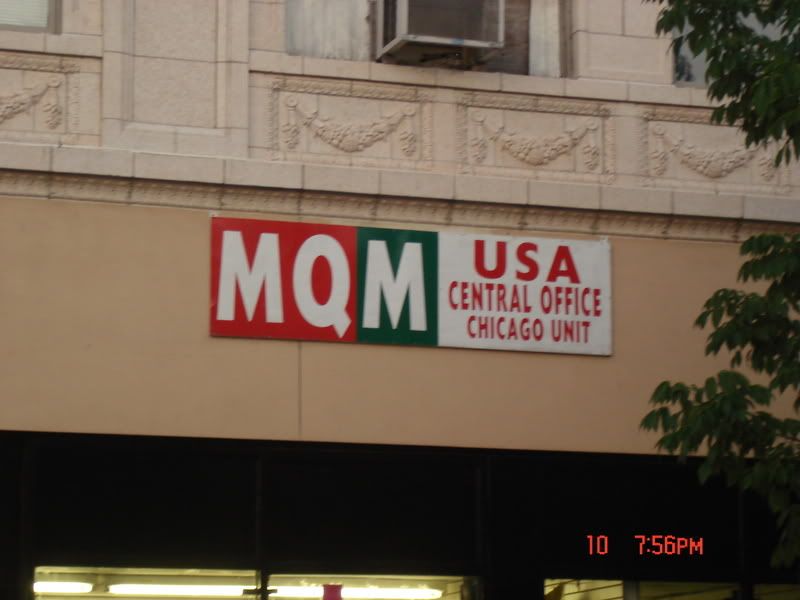 MQM
USA
CENTRAL OFFICE
CHICAGO UNIT
10 7:56PM